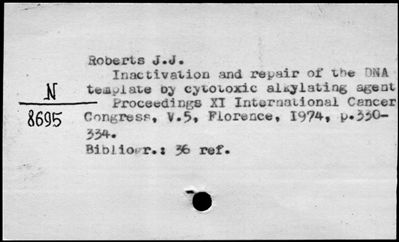 Roberts J.J.
Inactivation and repair of the DNA
N
template by cytotoxic alkylating agent
Proceedings XI International Cancer
8695
Congress, V.5, Florence, 1974, p.330-
334.
Bibliogr.: 36 ref.